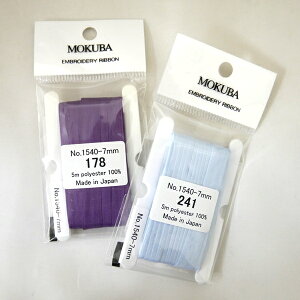 MOKUBA
EMBROIDERY RIBBON
No.1540-7mm
178
5m polyester 100%
Made in Japan
No.1540-7mm
MOKUBA
EMBROIDERY RIBBON
No.1540-7mm
241
5m polyester 100%
Made in Japan
No.1540-7mm